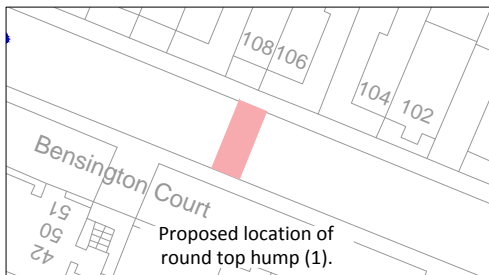 108 106
104 102
Bensington Court
51
50
42
Proposed location of
round top hump (1).